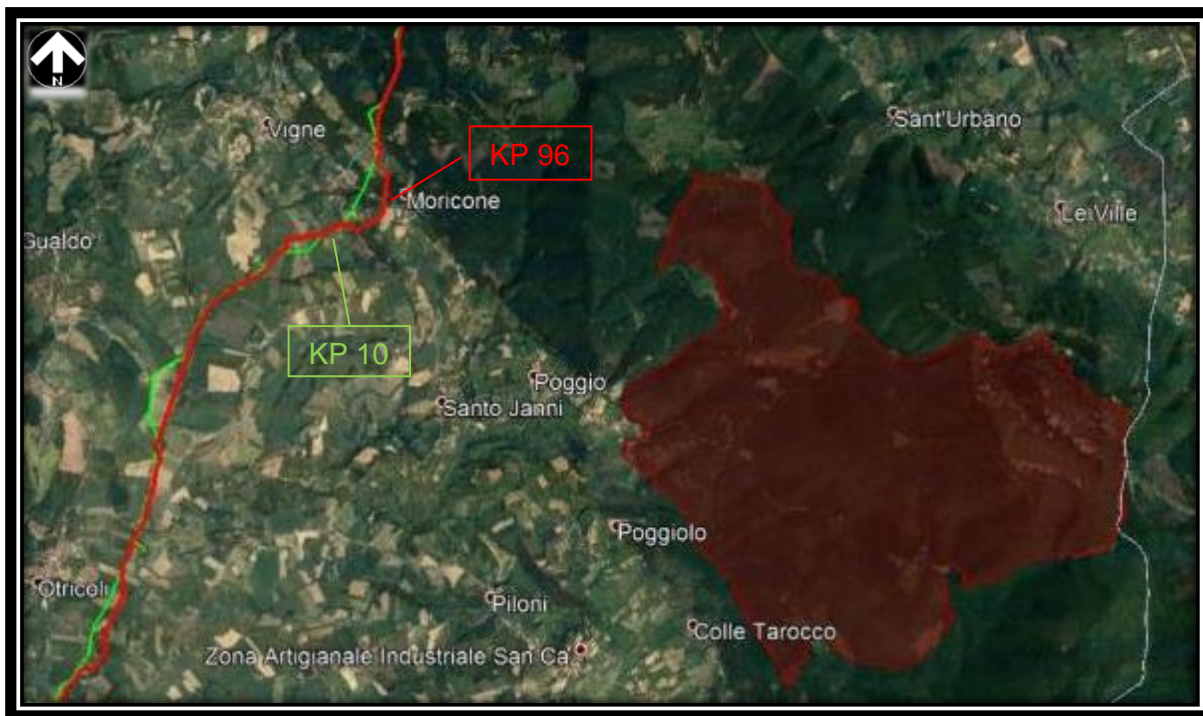 N
Vigne
Sant'Urbano
KP 96
Moricone
Le Ville
Gualdo
KP 10
Poggio
Santo Janni
Poggiolo
Otricoli
Piloni
Colle Tarocco
Zona Artigianale Industriale San Ca